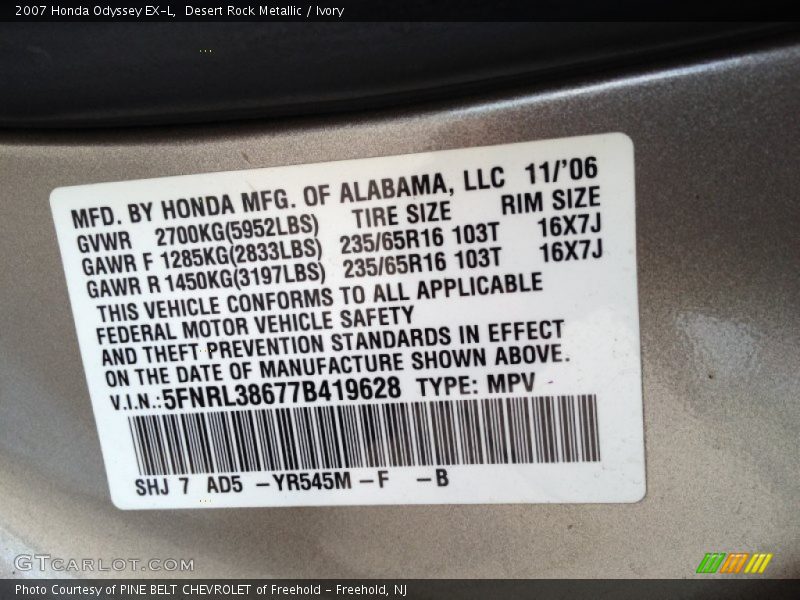 2007 Honda Odyssey EX-L, Desert Rock Metallic / Ivory
MFD. BY HONDA MFG. OF ALABAMA, LLC 11/'06
GVWR 2700KG(5952LBS) TIRE SIZE RIM SIZE
GAWR F 1285KG(2833LBS) 235/65R16 103T 16X7J
GAWR R 1450KG(3197LBS) 235/65R16 103T 16X7J
THIS VEHICLE CONFORMS TO ALL APPLICABLE
FEDERAL MOTOR VEHICLE SAFETY
AND THEFT PREVENTION STANDARDS IN EFFECT
ON THE DATE OF MANUFACTURE SHOWN ABOVE.
V.I.N.:5FNRL38677B419628 TYPE: MPV
SHJ 7 AD5 -YR545M-F -B
GTCARLOT.COM
Photo Courtesy of PINE BELT CHEVROLET of Freehold - Freehold, NJ